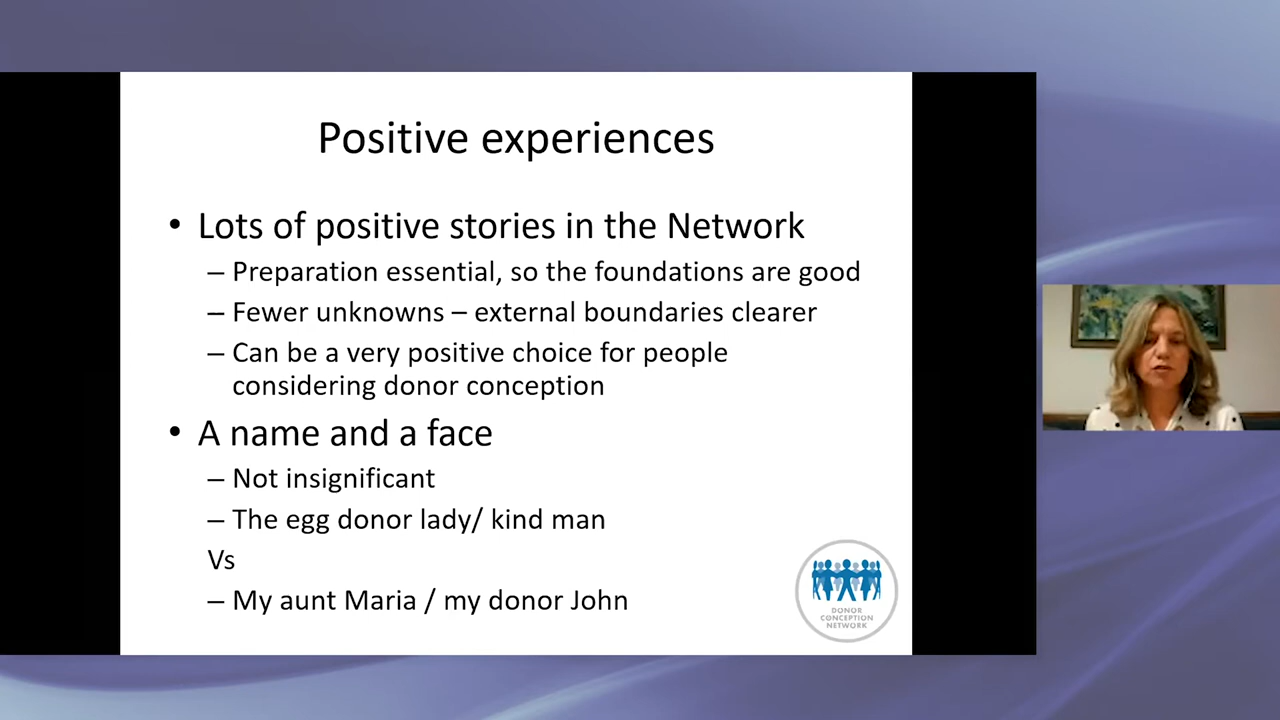 Positive experiences
• Lots of positive stories in the Network
– Preparation essential, so the foundations are good
– Fewer unknowns – external boundaries clearer
– Can be a very positive choice for people
considering donor conception
• A name and a face
– Not insignificant
– The egg donor lady/ kind man
Vs
– My aunt Maria / my donor John
DONOR
CONCEPTION
NETWORK